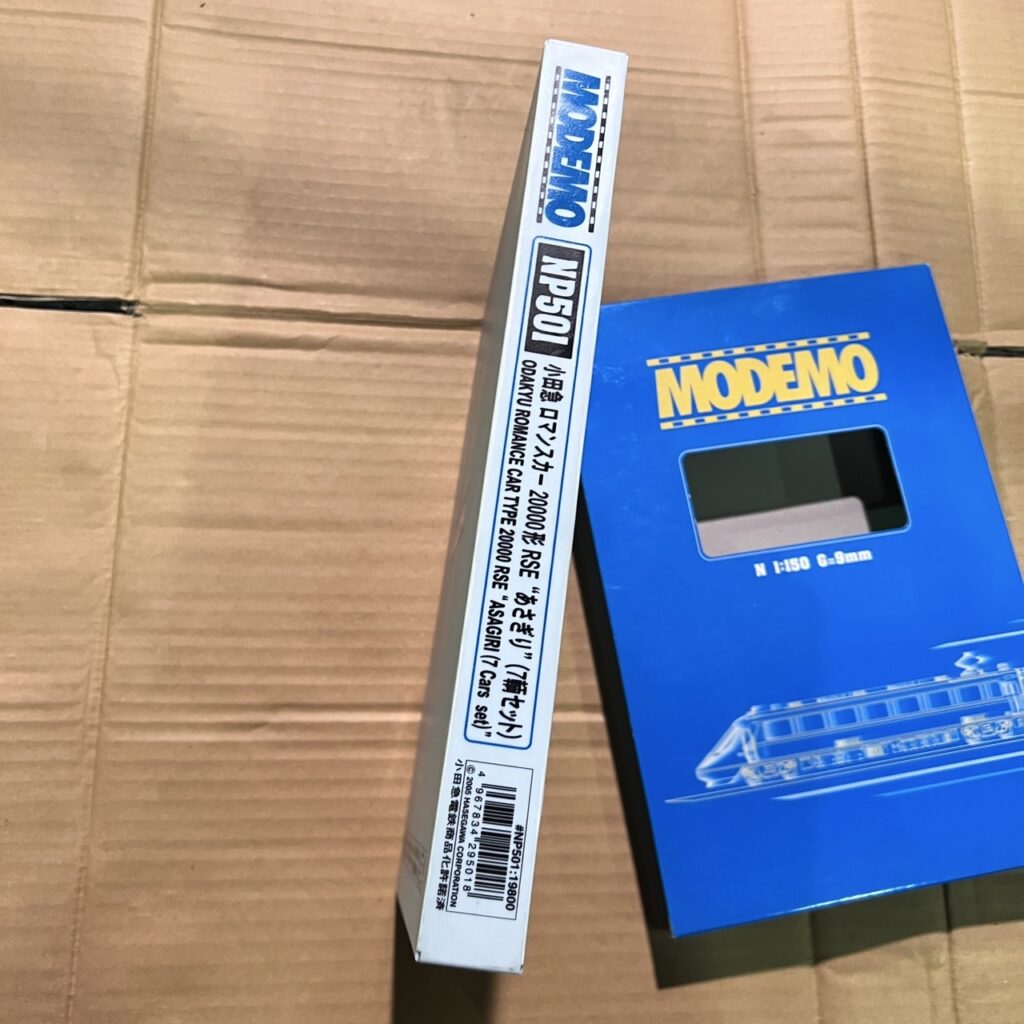 MODEMO
NP501
小田急 ロマンスカー 20000形 RSE “あさぎり” (7輌セット)
ODAKYU ROMANCE CAR TYPE 20000 RSE “ASAGIRI (7 Cars set)”
#NP501:19800
4 967834 295018
© 2005 HASEGAWA CORPORATION
小田急電鉄商品化許諾済
MODEMO
N 1:150 G=9mm